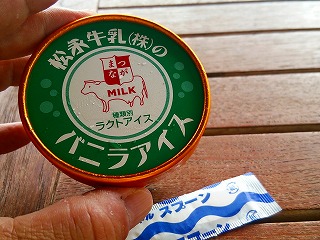 松永牛乳(株)の
まつ
なが
MILK
種類別
ラクトアイス
バニラアイス
スプーン